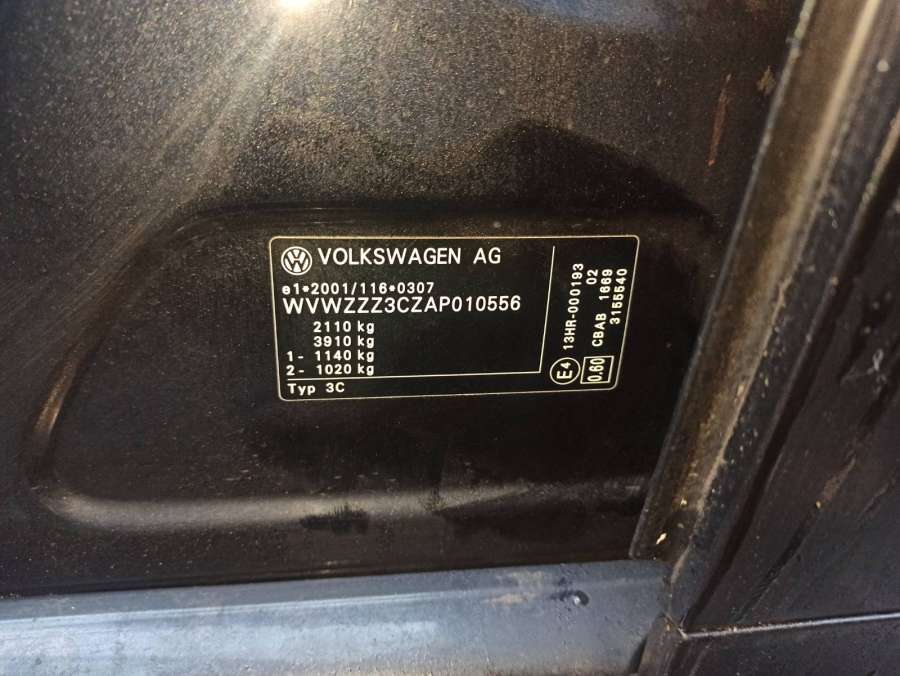 VOLKSWAGEN AG
e1*2001/116*0307
WVWZZZ3CZAP010556
2110 kg
3910 kg
1- 1140 kg
2- 1020 kg
Typ 3C
E4
13HR-000193
02
0.60
CBAB 1669
3155540